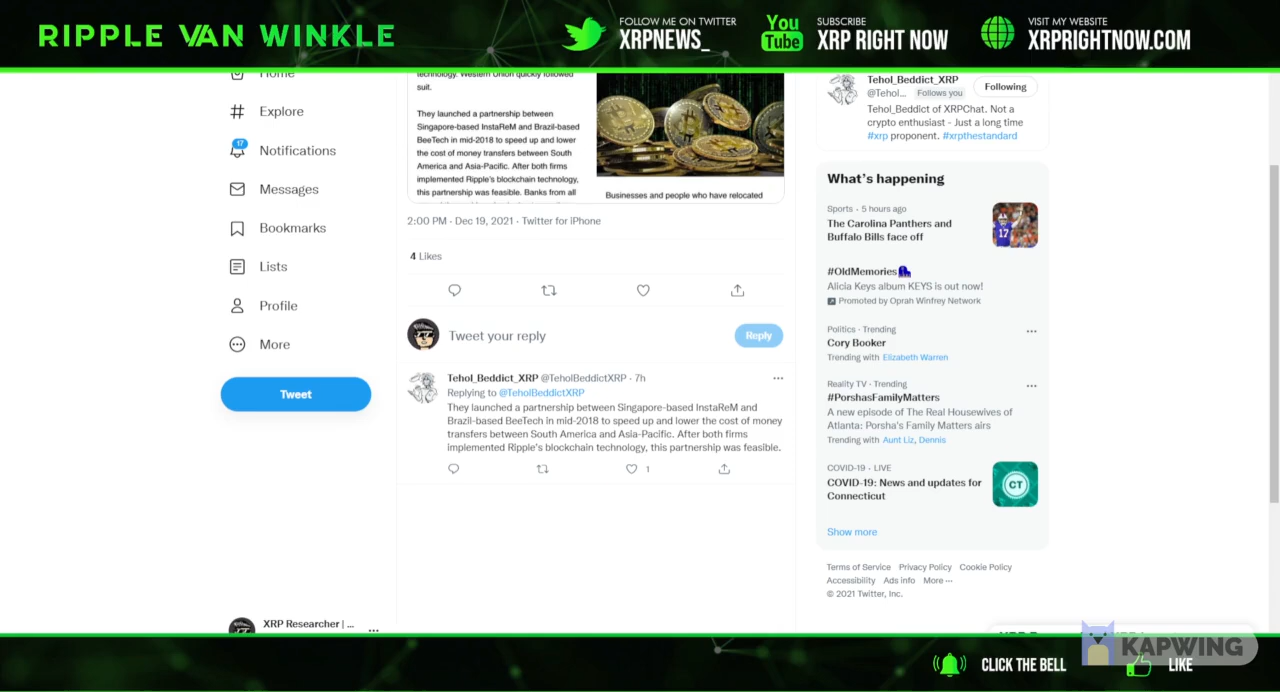 RIPPLE VAN WINKLE
FOLLOW ME ON TWITTER
XRPNEWS_
You
Tube
SUBSCRIBE
XRP RIGHT NOW
VISIT MY WEBSITE
XRPRIGHTNOW.COM
Home
# Explore
17
Notifications
Messages
Bookmarks
Lists
Profile
More
Tweet
XRP Researcher | ...
technology. Western Union quickly followed
suit.
They launched a partnership between
Singapore-based InstaReM and Brazil-based
BeeTech in mid-2018 to speed up and lower
the cost of money transfers between South
America and Asia-Pacific. After both firms
implemented Ripple's blockchain technology,
this partnership was feasible. Banks from all
Businesses and people who have relocated
2:00 PM · Dec 19, 2021 · Twitter for iPhone
4 Likes
Tweet your reply
Reply
Tehol_Beddict_XRP @TeholBeddictXRP · 7h
Replying to @TeholBeddictXRP
They launched a partnership between Singapore-based InstaReM and
Brazil-based BeeTech in mid-2018 to speed up and lower the cost of money
transfers between South America and Asia-Pacific. After both firms
implemented Ripple's blockchain technology, this partnership was feasible.
1
Tehol_Beddict_XRP
@Tehol... Follows you
Following
Tehol_Beddict of XRPChat. Not a
crypto enthusiast - Just a long time
#xrp proponent. #xrpthestandard
What's happening
Sports · 5 hours ago
The Carolina Panthers and
Buffalo Bills face off
17
#OldMemories
Alicia Keys album KEYS is out now!
Promoted by Oprah Winfrey Network
Politics · Trending
Cory Booker
Trending with Elizabeth Warren
Reality TV · Trending
#PorshasFamilyMatters
A new episode of The Real Housewives of
Atlanta: Porsha's Family Matters airs
Trending with Aunt Liz, Dennis
COVID-19 · LIVE
COVID-19: News and updates for
Connecticut
CT
Show more
Terms of Service Privacy Policy Cookie Policy
Accessibility Ads info More ···
© 2021 Twitter, Inc.
KAPWING
CLICK THE BELL
LIKE